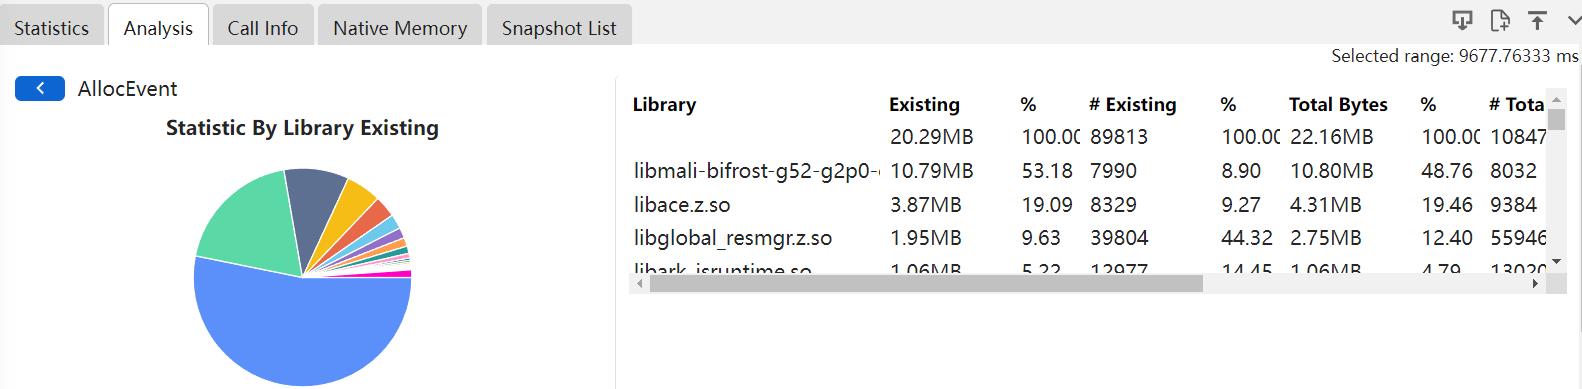 Statistics Analysis Call Info Native Memory Snapshot List
Selected range: 9677.76333 ms
AllocEvent
Statistic By Library Existing
Library Existing % # Existing % Total Bytes % # Tota
20.29MB 100.00 89813 100.00 22.16MB 100.00 10847
libmali-bifrost-g52-g2p0- 10.79MB 53.18 7990 8.90 10.80MB 48.76 8032
libace.z.so 3.87MB 19.09 8329 9.27 4.31MB 19.46 9384
libglobal_resmgr.z.so 1.95MB 9.63 39804 44.32 2.75MB 12.40 55946
libark_jsruntime.so 1.06MB 5.22 12977 14.45 1.06MB 4.79 13020